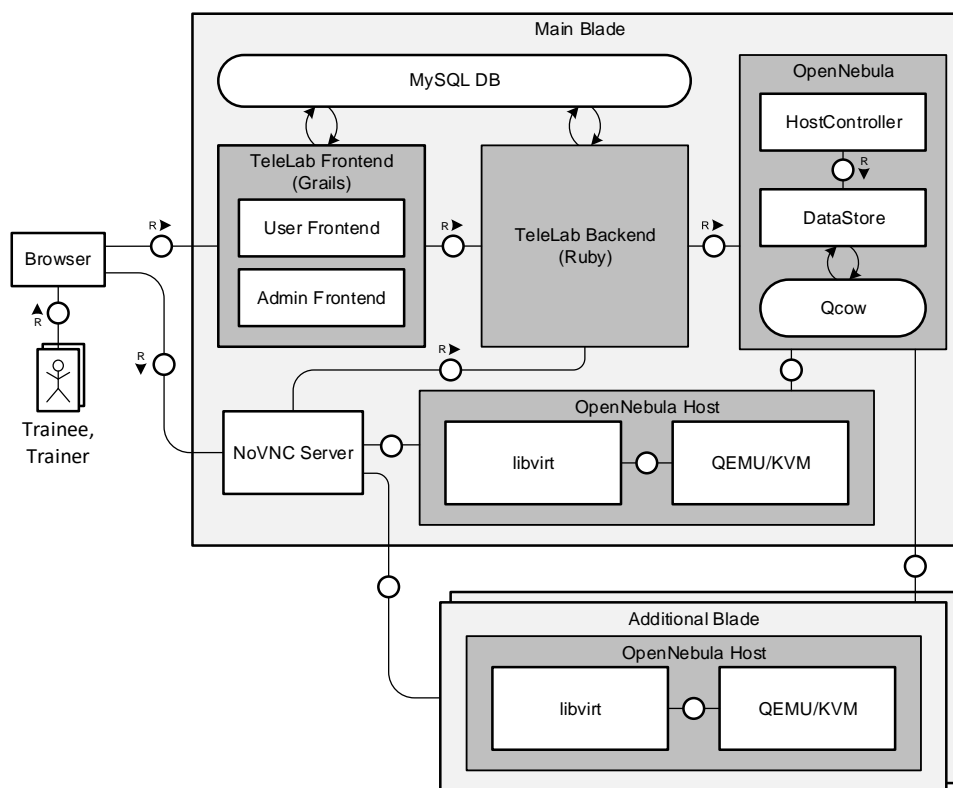 Main Blade
MySQL DB
OpenNebula
HostController
R
DataStore
Qcow
TeleLab Frontend
(Grails)
User Frontend
Admin Frontend
R
TeleLab Backend
(Ruby)
R
R
Browser
R
R
Trainee,
Trainer
R
NoVNC Server
OpenNebula Host
libvirt
QEMU/KVM
Additional Blade
OpenNebula Host
libvirt
QEMU/KVM